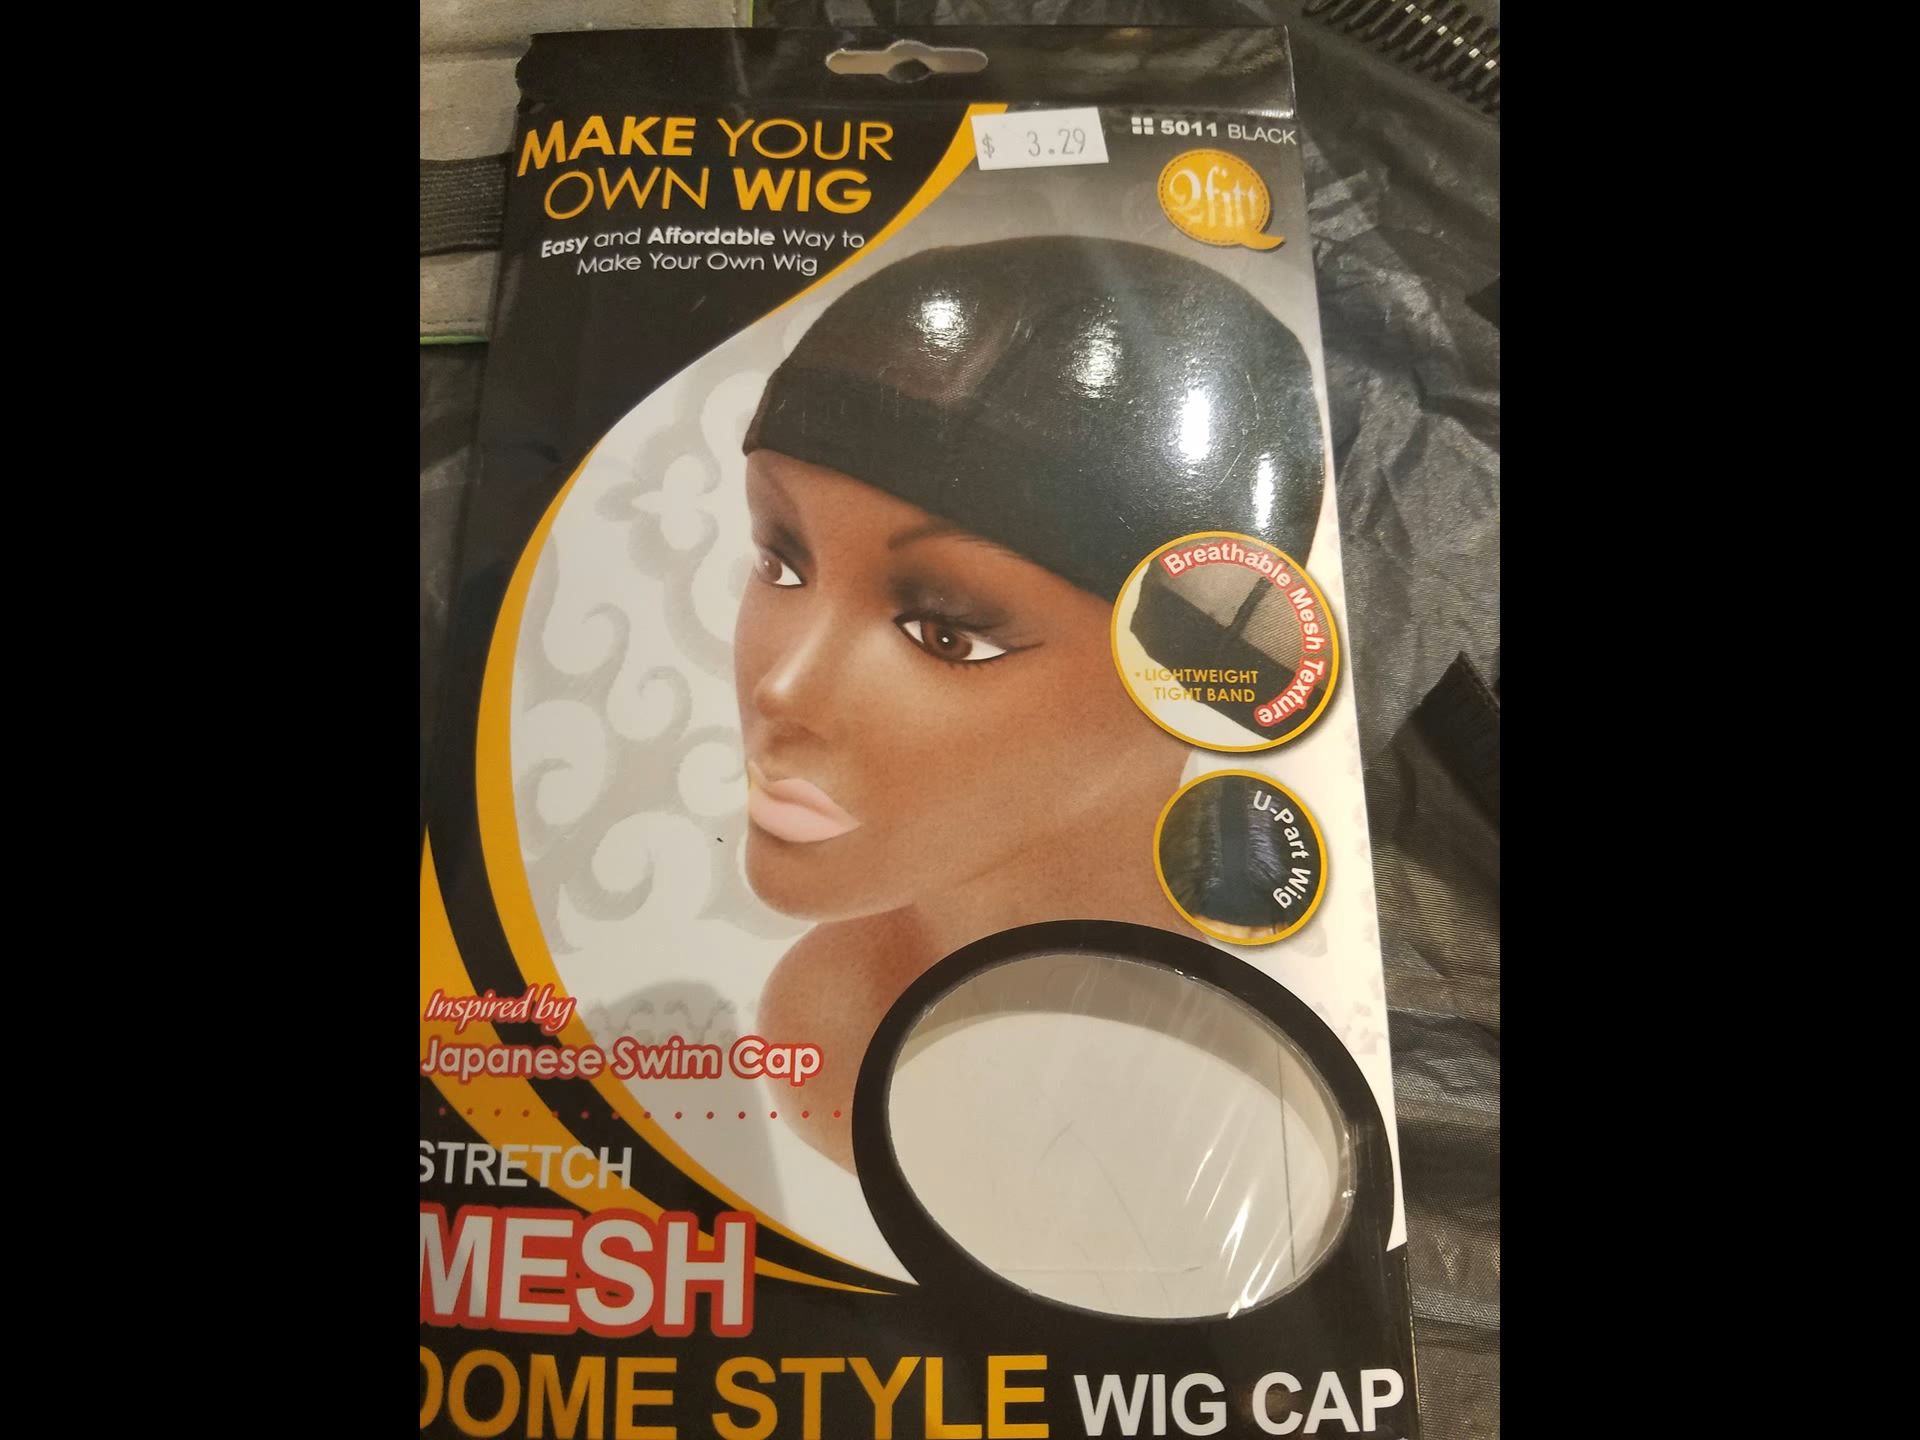 MAKE YOUR
OWN WIG
Easy and Affordable Way to
Make Your Own Wig
$ 3.29
5011 BLACK
Qfitt
Breathable Mesh Texture
• LIGHTWEIGHT
TIGHT BAND
U-Part Wig
Inspired by
Japanese Swim Cap
STRETCH
MESH
DOME STYLE WIG CAP